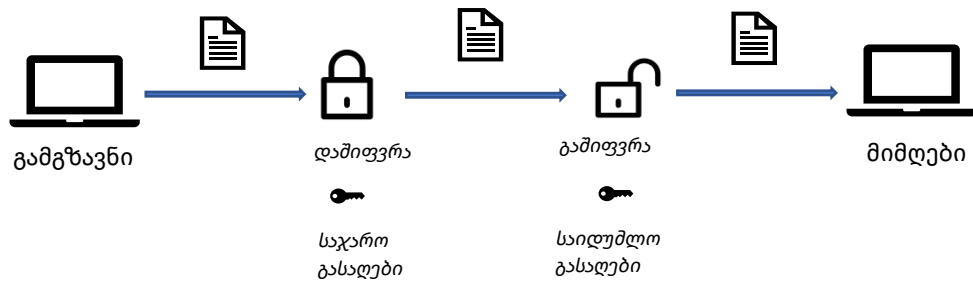 გამგზავნი
დაშიფვრა
გაშიფვრა
მიმღები
საჯარო
გასაღები
საიდუმლო
გასაღები